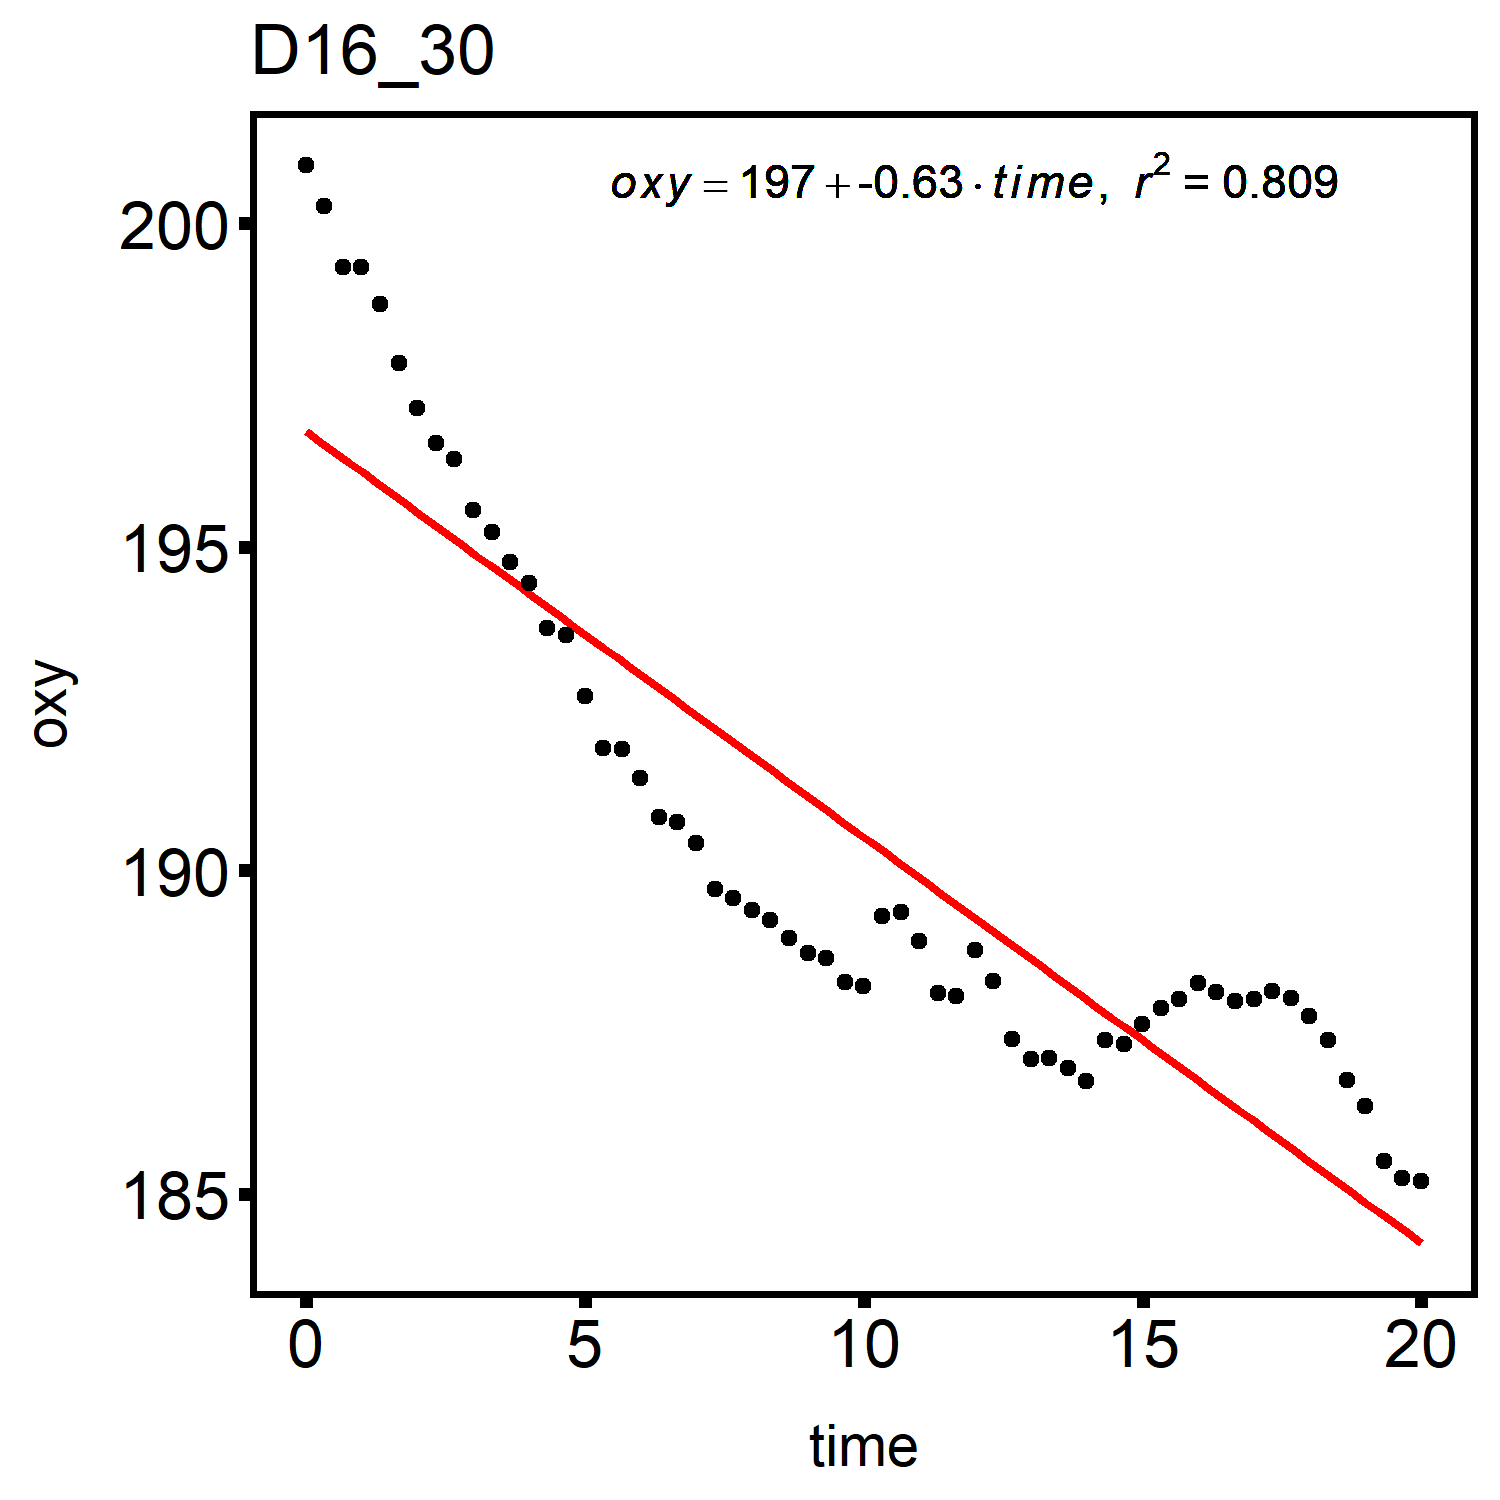 D16_30
oxy = 197 + -0.63 · time, r² = 0.809
200
195
190
185
oxy
0 5 10 15 20
time